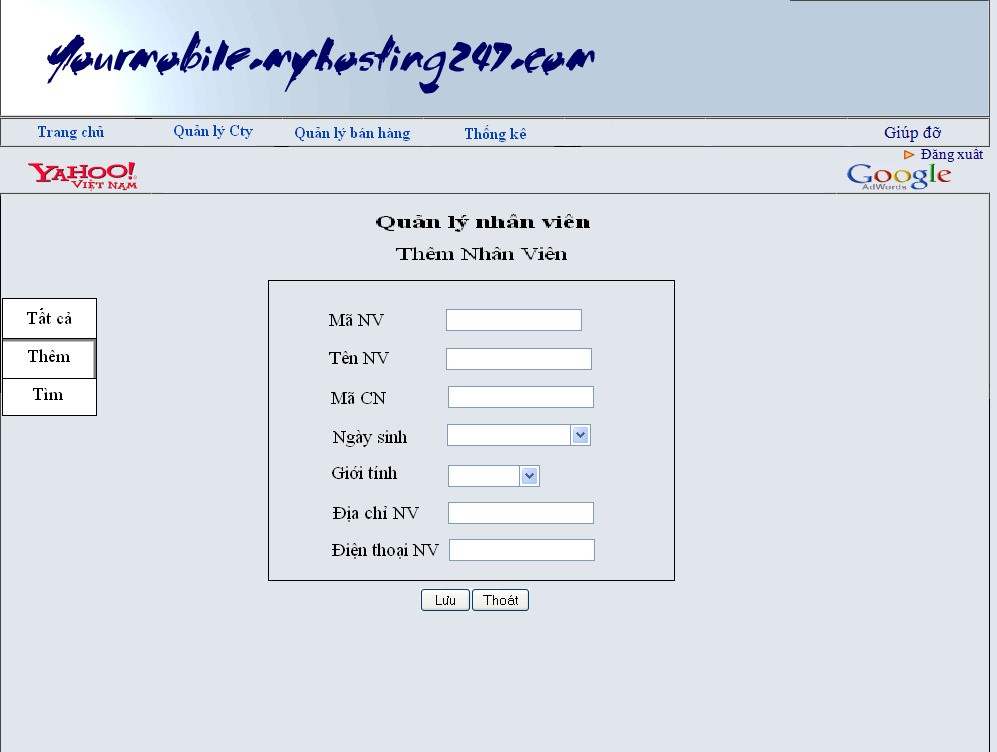 Yourmobile.myhosting247.com
Trang chủ Quản lý Cty Quản lý bán hàng Thống kê Giúp đỡ
Đăng xuất
YAHOO!
VIỆT NAM
Google
AdWords
Quản lý nhân viên
Thêm Nhân Viên
Tất cả
Thêm
Tìm
Mã NV
Tên NV
Mã CN
Ngày sinh
Giới tính
Địa chỉ NV
Điện thoại NV
Lưu Thoát